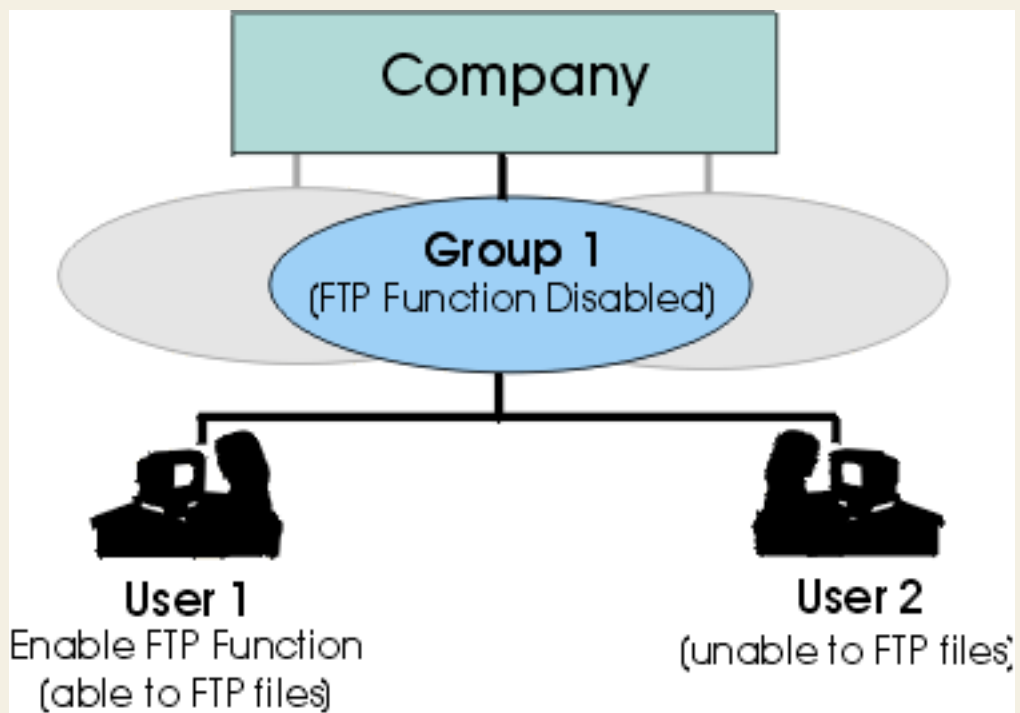 Company
Group 1
(FTP Function Disabled)
User 1
Enable FTP Function
(able to FTP files)
User 2
(unable to FTP files)